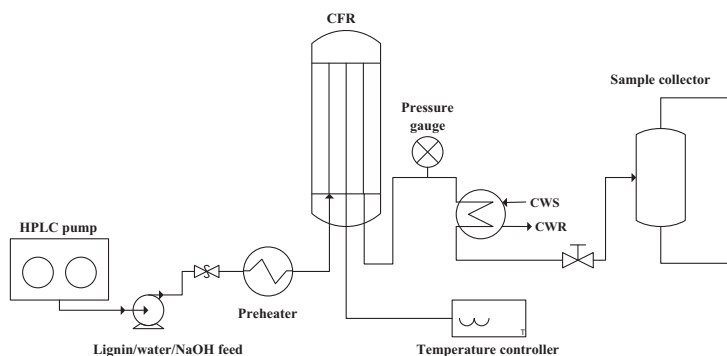 CFR
Sample collector
Pressure
gauge
CWS
CWR
HPLC pump
Preheater
T
Lignin/water/NaOH feed
Temperature controller